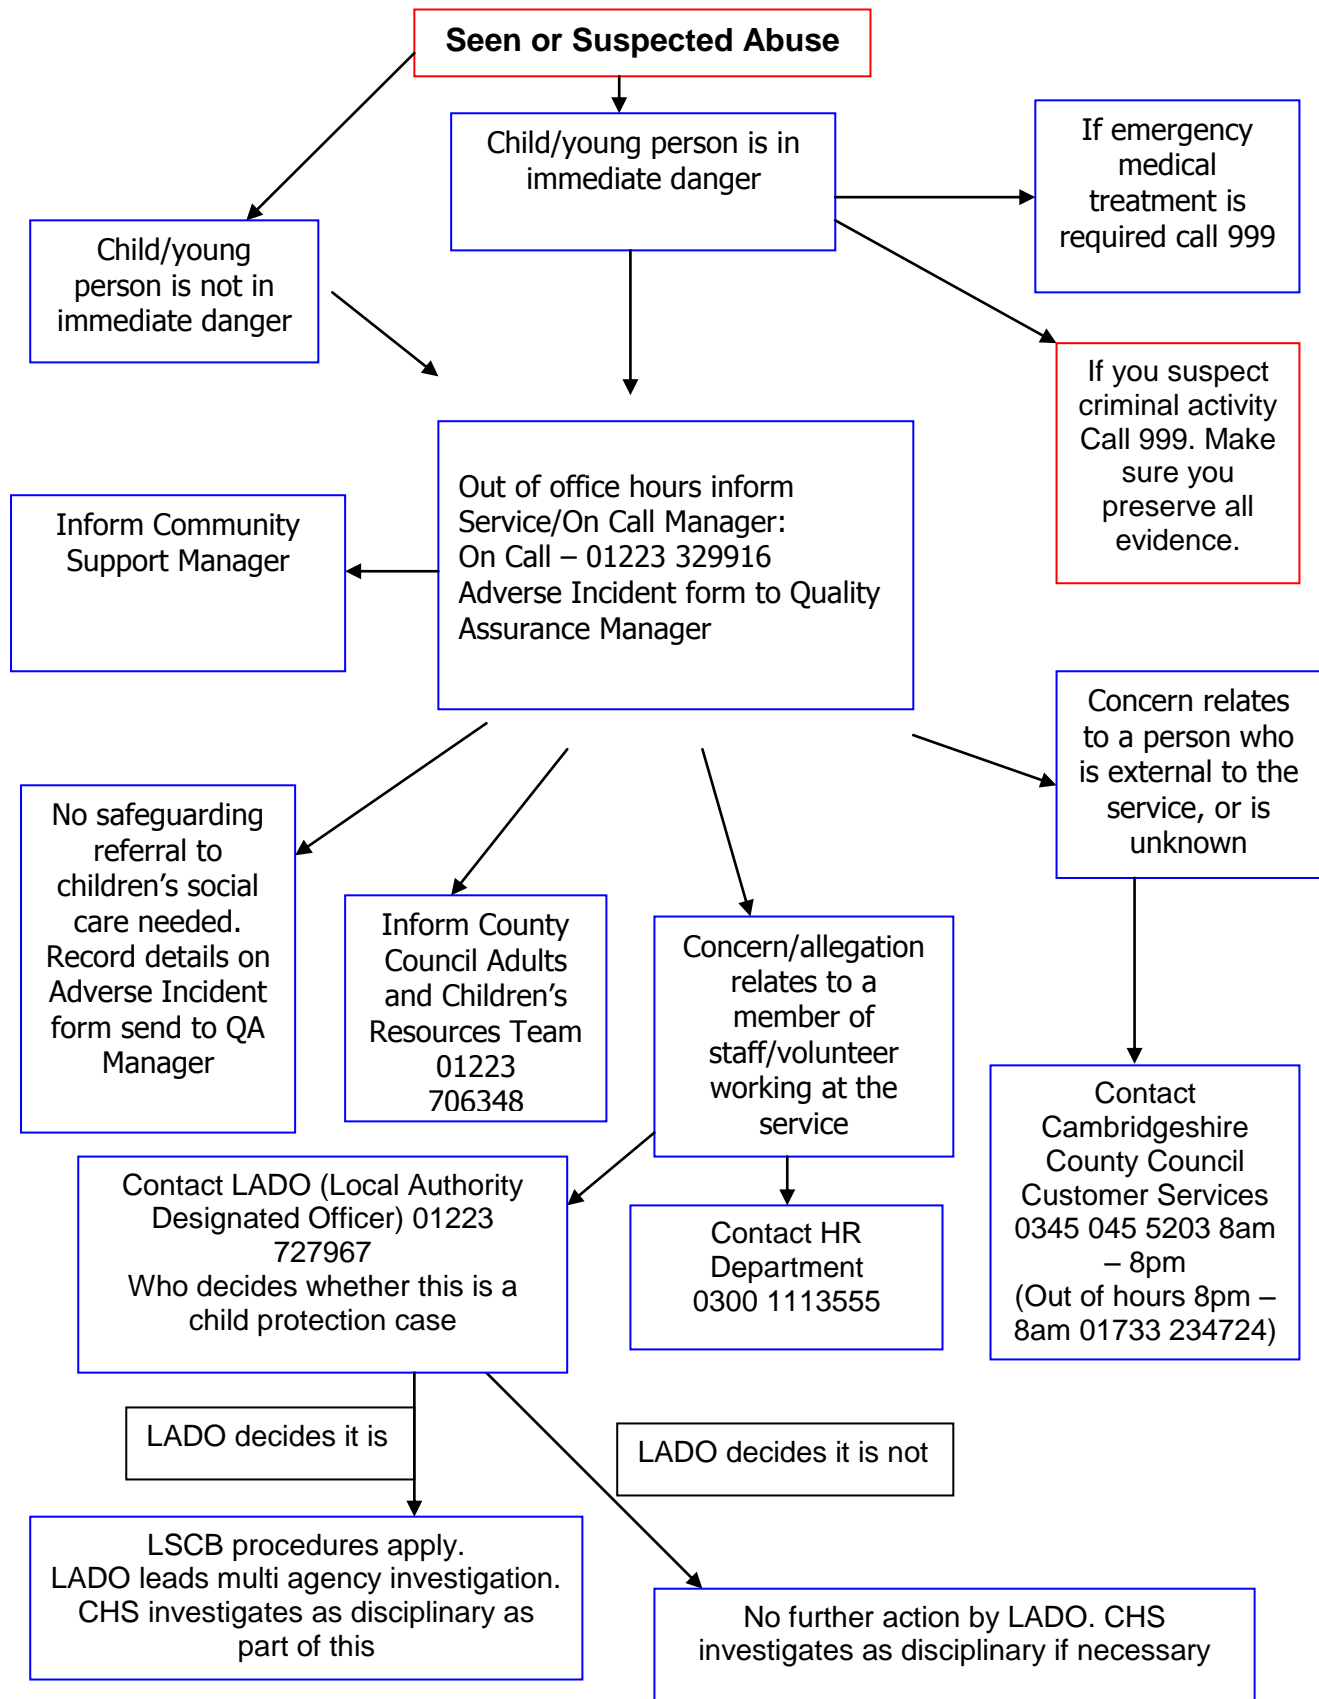 Seen or Suspected Abuse
Child/young person is in
immediate danger
If emergency
medical
treatment is
required call 999
Child/young
person is not in
immediate danger
If you suspect
criminal activity
Call 999. Make
sure you
preserve all
evidence.
Out of office hours inform
Service/On Call Manager:
On Call – 01223 329916
Adverse Incident form to Quality
Assurance Manager
Inform Community
Support Manager
Concern relates
to a person who
is external to the
service, or is
unknown
No safeguarding
referral to
children’s social
care needed.
Record details on
Adverse Incident
form send to QA
Manager
Inform County
Council Adults
and Children’s
Resources Team
01223
706348
Concern/allegation
relates to a
member of
staff/volunteer
working at the
service
Contact
Cambridgeshire
County Council
Customer Services
0345 045 5203 8am
– 8pm
(Out of hours 8pm –
8am 01733 234724)
Contact LADO (Local Authority
Designated Officer) 01223
727967
Who decides whether this is a
child protection case
Contact HR
Department
0300 1113555
LADO decides it is
LADO decides it is not
LSCB procedures apply.
LADO leads multi agency investigation.
CHS investigates as disciplinary as
part of this
No further action by LADO. CHS
investigates as disciplinary if necessary